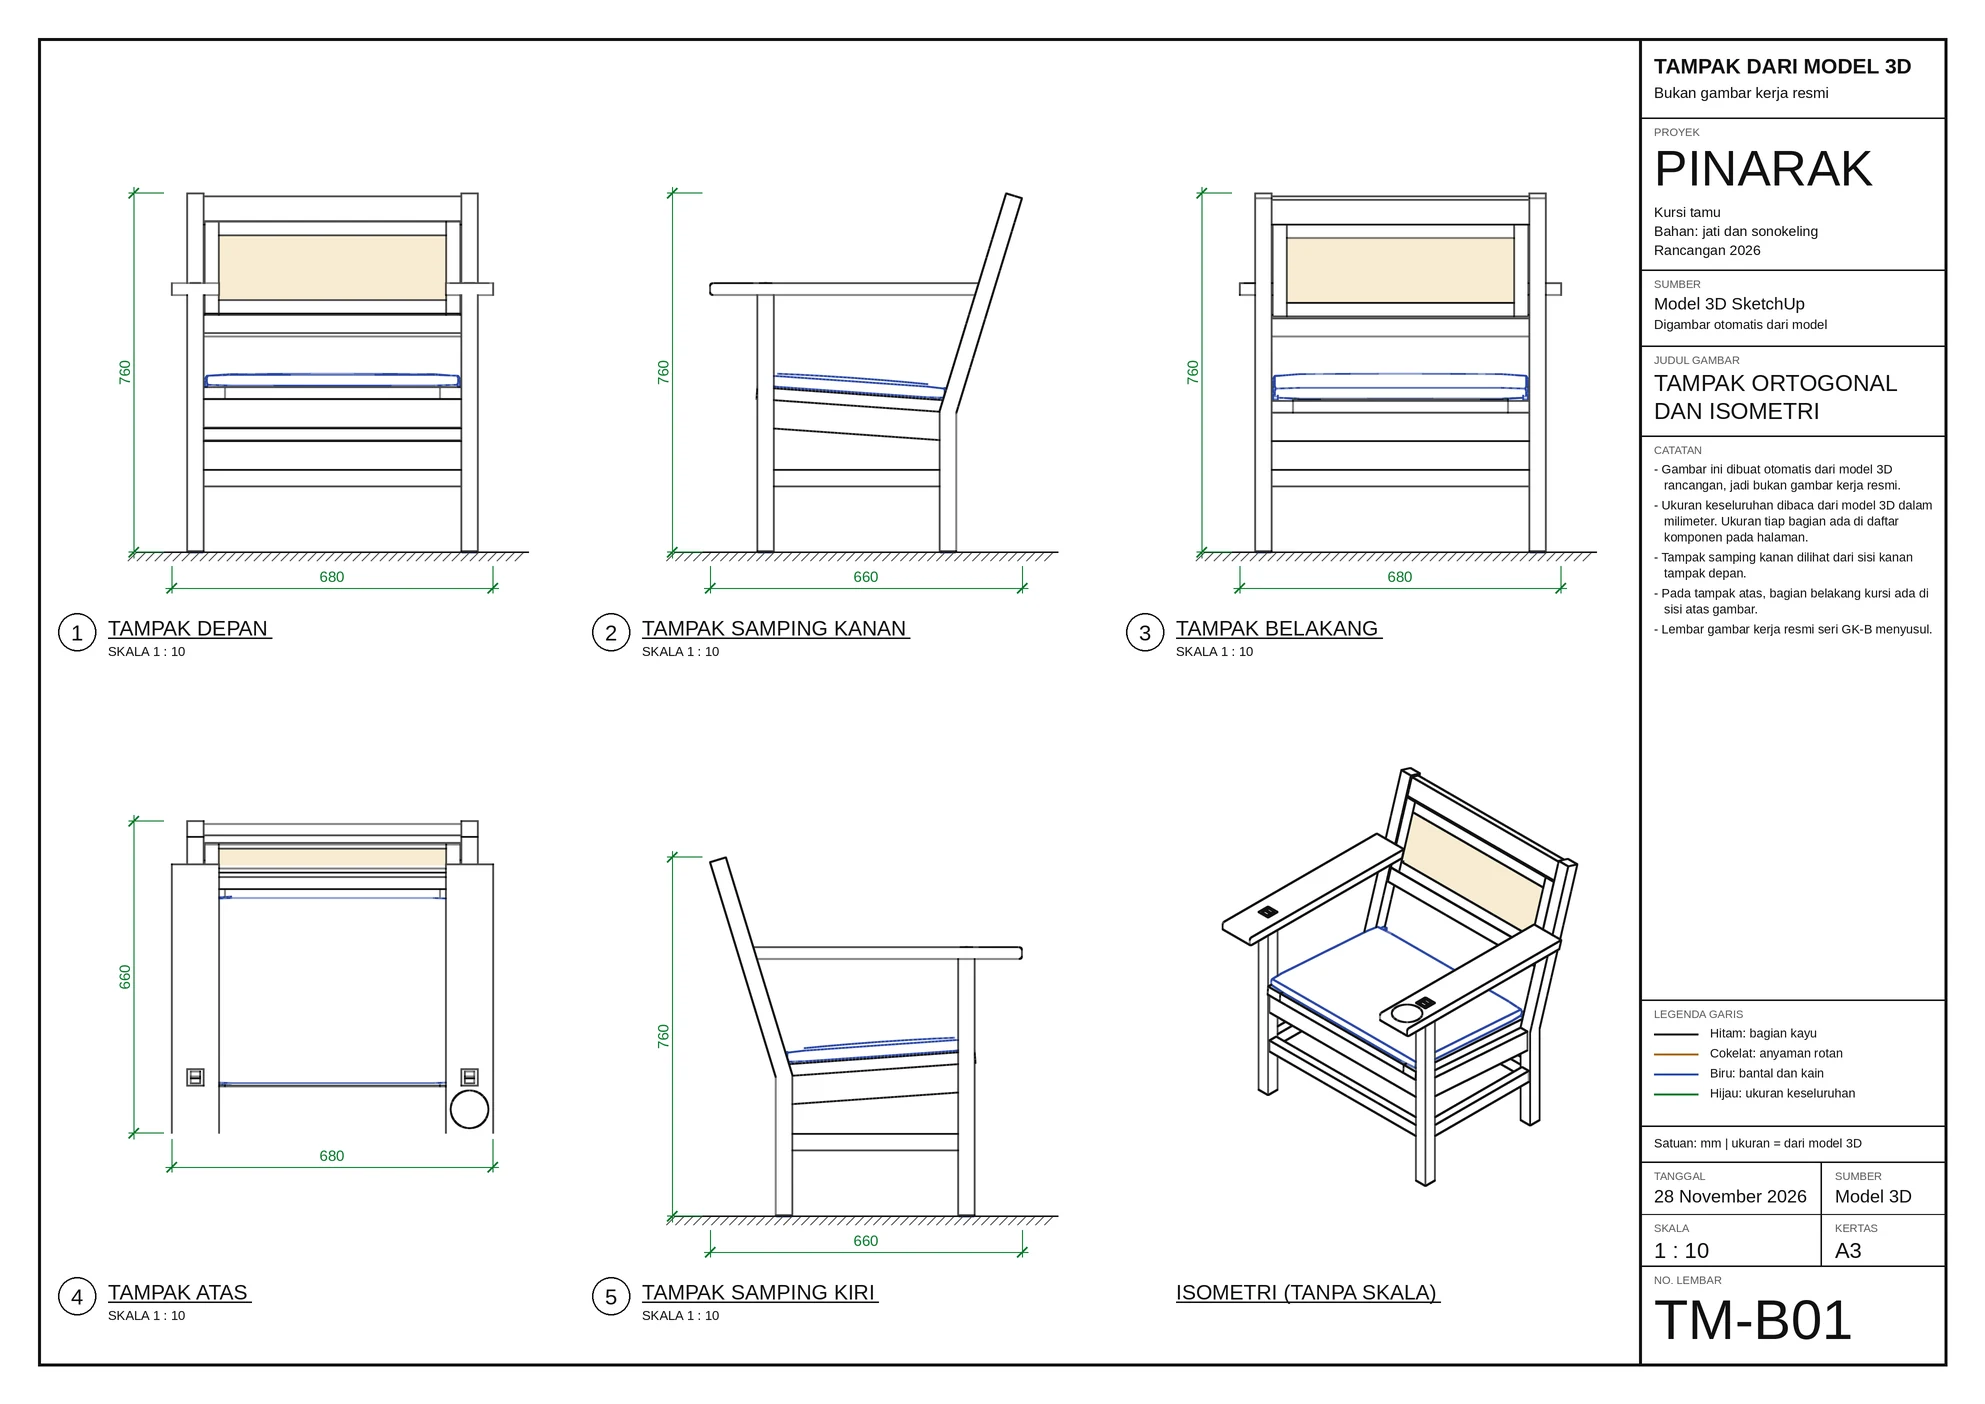 760
680
1
TAMPAK DEPAN
SKALA 1 : 10
760
660
2
TAMPAK SAMPING KANAN
SKALA 1 : 10
760
680
3
TAMPAK BELAKANG
SKALA 1 : 10
660
680
4
TAMPAK ATAS
SKALA 1 : 10
760
660
5
TAMPAK SAMPING KIRI
SKALA 1 : 10
ISOMETRI (TANPA SKALA)
TAMPAK DARI MODEL 3D
Bukan gambar kerja resmi
PROYEK
PINARAK
Kursi tamu
Bahan: jati dan sonokeling
Rancangan 2026
SUMBER
Model 3D SketchUp
Digambar otomatis dari model
JUDUL GAMBAR
TAMPAK ORTOGONAL
DAN ISOMETRI
CATATAN
- Gambar ini dibuat otomatis dari model 3D
rancangan, jadi bukan gambar kerja resmi.
- Ukuran keseluruhan dibaca dari model 3D dalam
milimeter. Ukuran tiap bagian ada di daftar
komponen pada halaman.
- Tampak samping kanan dilihat dari sisi kanan
tampak depan.
- Pada tampak atas, bagian belakang kursi ada di
sisi atas gambar.
- Lembar gambar kerja resmi seri GK-B menyusul.
LEGENDA GARIS
Hitam: bagian kayu
Cokelat: anyaman rotan
Biru: bantal dan kain
Hijau: ukuran keseluruhan
Satuan: mm | ukuran = dari model 3D
TANGGAL
28 November 2026
SUMBER
Model 3D
SKALA
1 : 10
KERTAS
A3
NO. LEMBAR
TM-B01